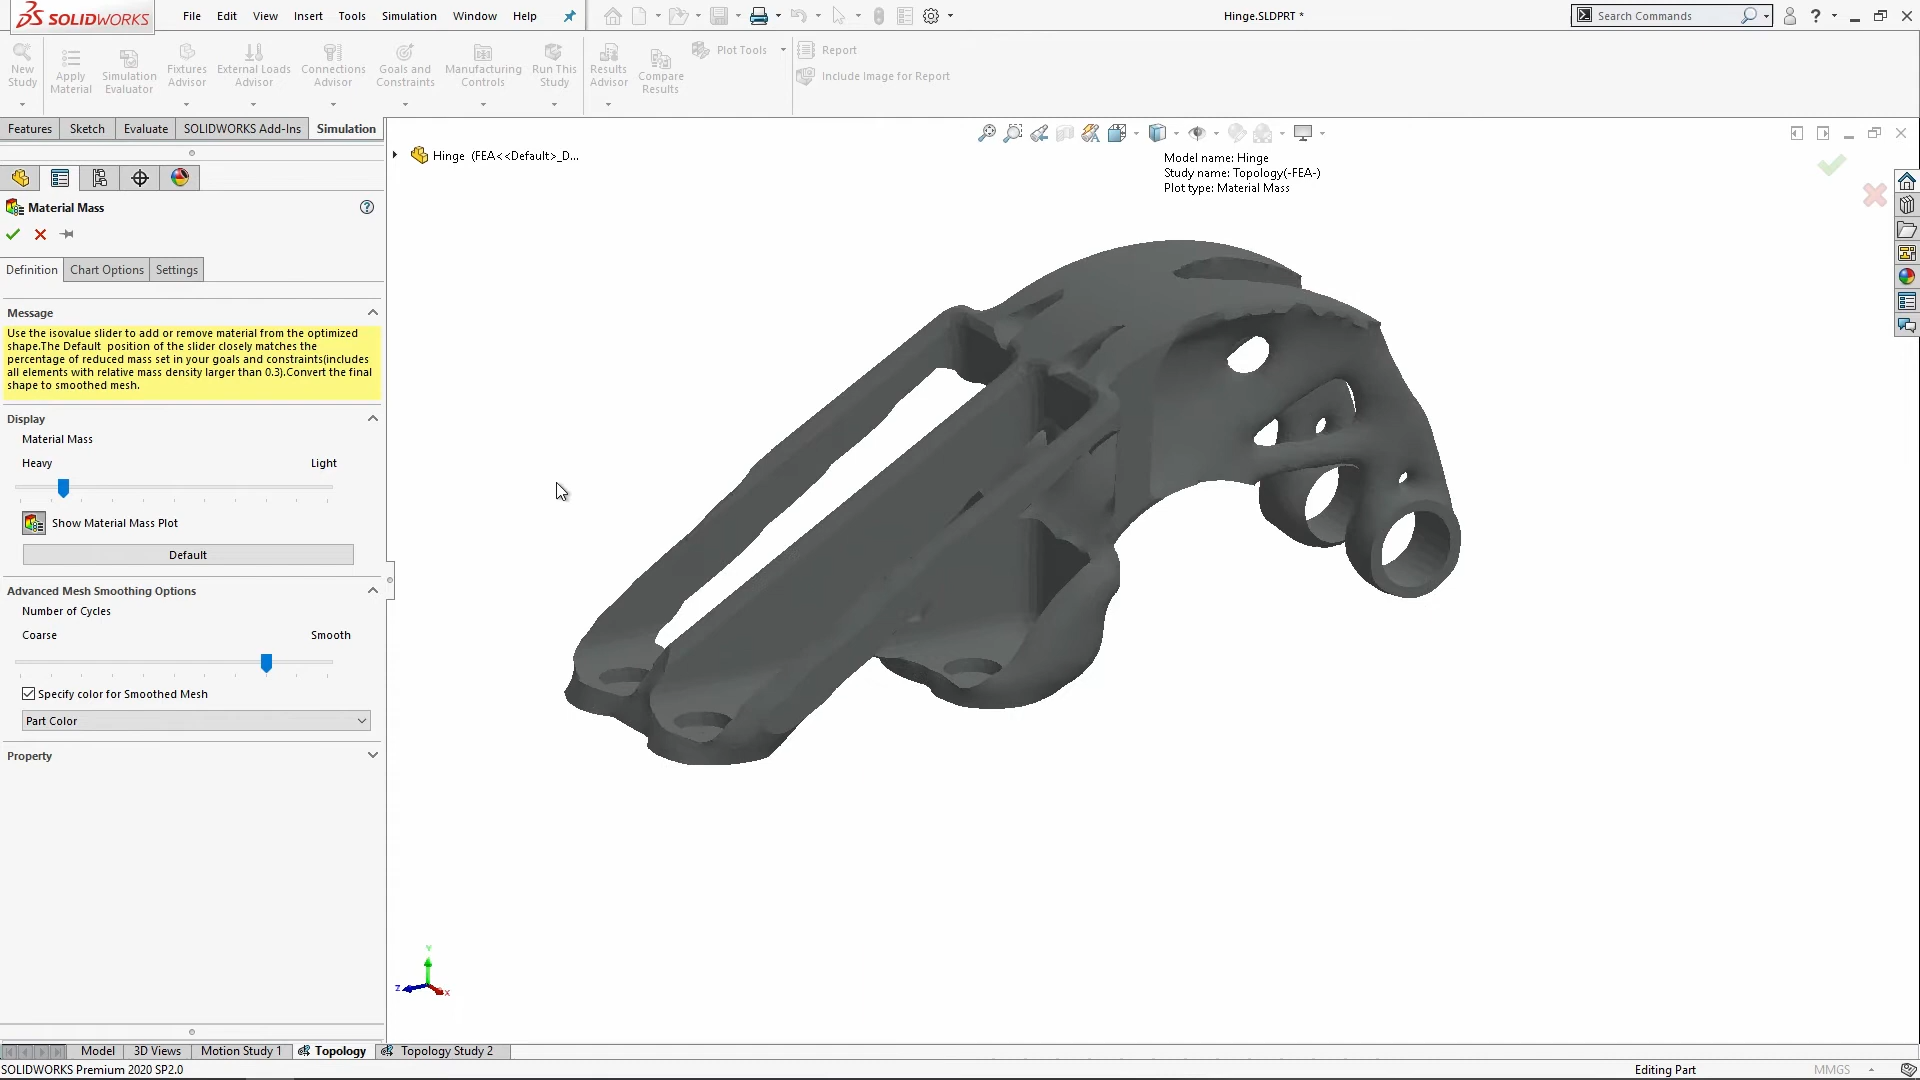 SOLIDWORKS File Edit View Insert Tools Simulation Window Help Hinge.SLDPRT * Search Commands ?
New Study
Apply Material
Simulation Evaluator
Fixtures Advisor
External Loads Advisor
Connections Advisor
Goals and Constraints
Manufacturing Controls
Run This Study
Results Advisor
Compare Results
Plot Tools
Report
Include Image for Report
Features Sketch Evaluate SOLIDWORKS Add-Ins Simulation
Hinge (FEA<<Default>_D...
Model name: Hinge
Study name: Topology(-FEA-)
Plot type: Material Mass
Material Mass ?
Definition Chart Options Settings
Message
Use the isovalue slider to add or remove material from the optimized
shape.The Default position of the slider closely matches the
percentage of reduced mass set in your goals and constraints(includes
all elements with relative mass density larger than 0.3).Convert the final
shape to smoothed mesh.
Display
Material Mass
Heavy Light
Show Material Mass Plot
Default
Advanced Mesh Smoothing Options
Number of Cycles
Coarse Smooth
Specify color for Smoothed Mesh
Part Color
Property
Y
Z
X
Model 3D Views Motion Study 1 Topology Topology Study 2
SOLIDWORKS Premium 2020 SP2.0 Editing Part MMGS